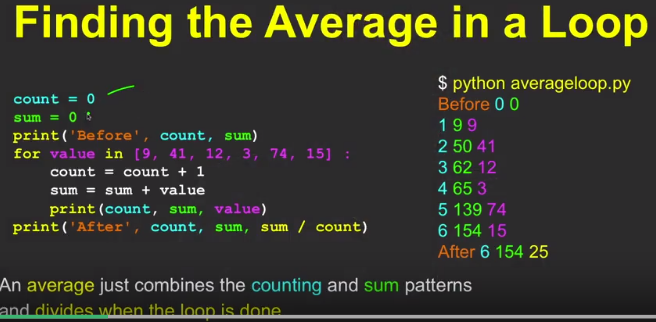 Finding the Average in a Loop
count = 0
sum = 0
print('Before', count, sum)
for value in [9, 41, 12, 3, 74, 15] :
    count = count + 1
    sum = sum + value
    print(count, sum, value)
print('After', count, sum, sum / count)
$ python averageloop.py
Before 0 0
1 9 9
2 50 41
3 62 12
4 65 3
5 139 74
6 154 15
After 6 154 25
An average just combines the counting and sum patterns
and divides when the loop is done